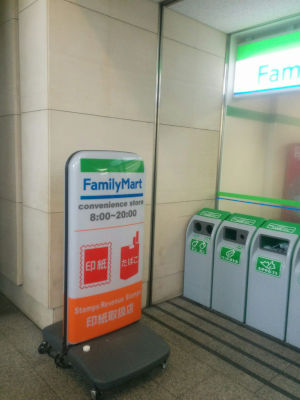 FamilyMart
convenience store
8:00~20:00
印紙
たばこ
Stamps Revenue Stamps
印紙取扱店
Fam